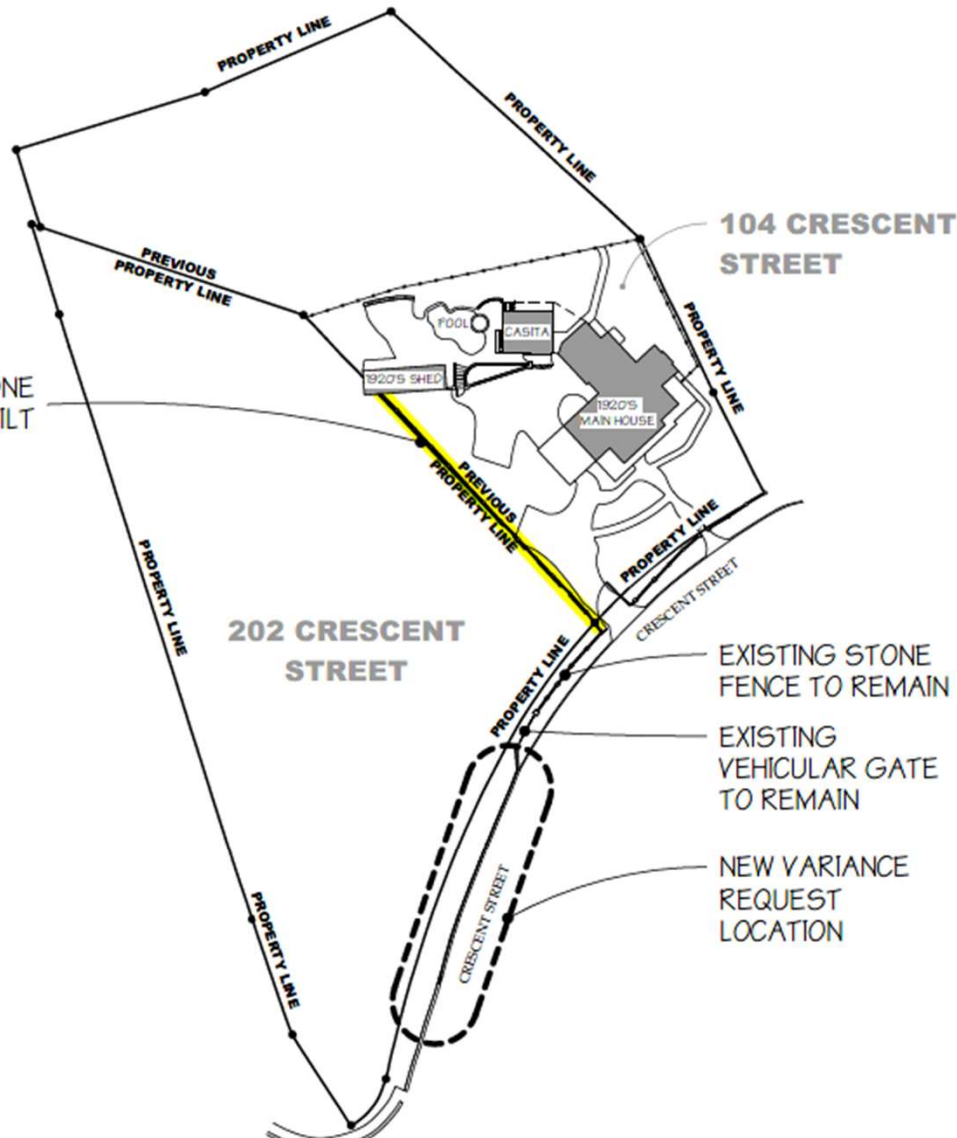 PROPERTY LINE
PROPERTY LINE
104 CRESCENT
STREET
PREVIOUS
PROPERTY LINE
POOL
CASITA
PROPERTY LINE
1920'S SHED
1920'S
MAIN HOUSE
PREVIOUS
PROPERTY LINE
PROPERTY LINE
CRESCENT STREET
PROPERTY LINE
202 CRESCENT
STREET
PROPERTY LINE
EXISTING STONE
FENCE TO REMAIN
EXISTING
VEHICULAR GATE
TO REMAIN
NEW VARIANCE
REQUEST
LOCATION
CRESCENT STREET
PROPERTY LINE